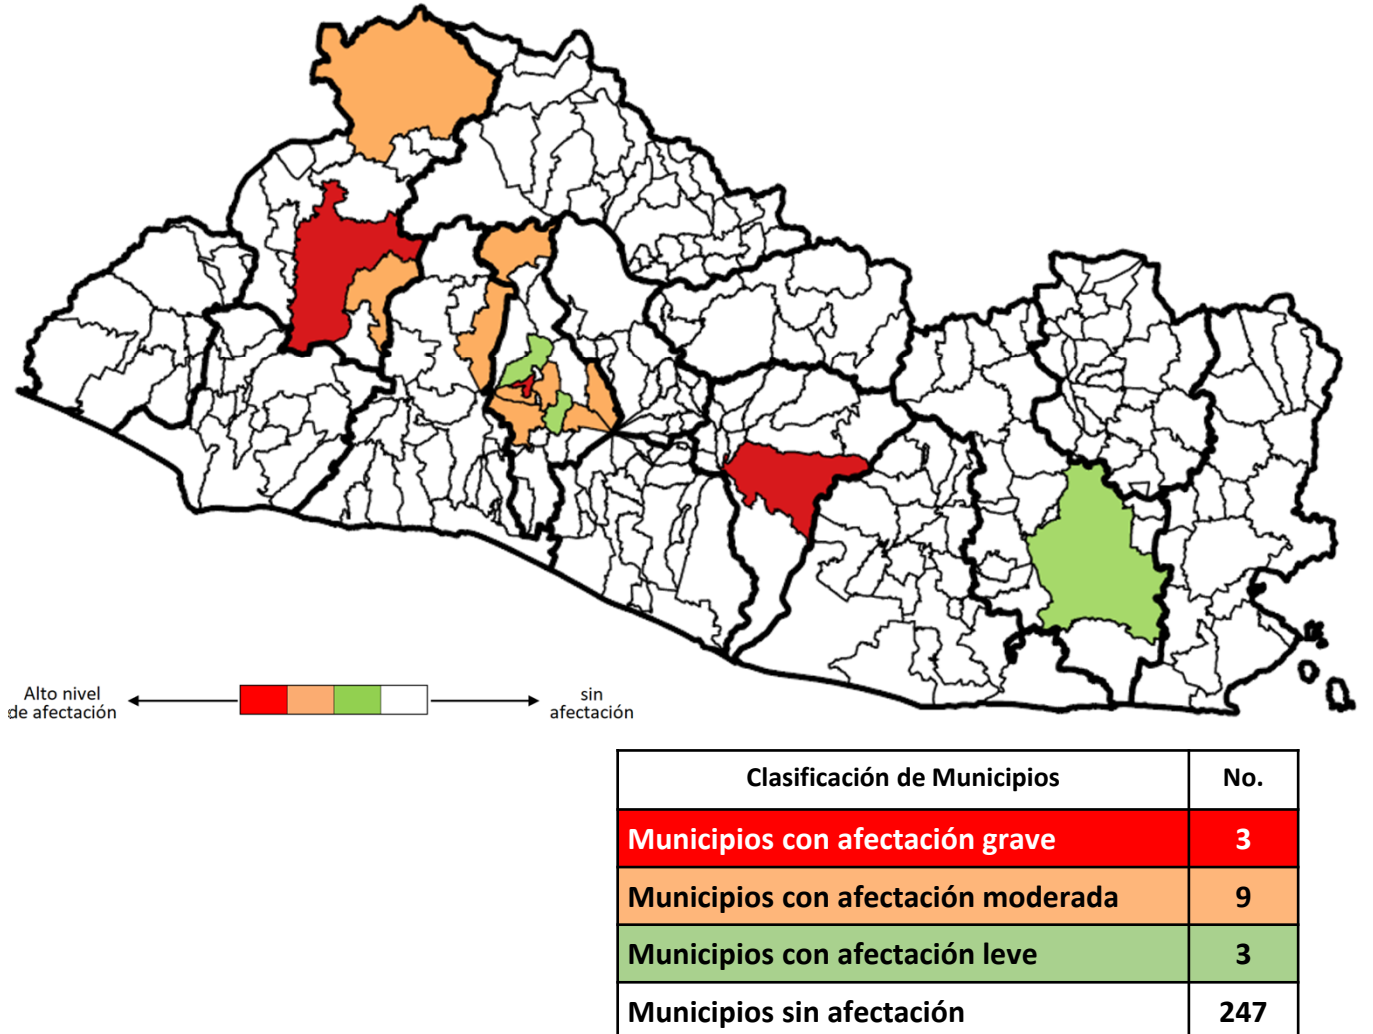 Alto nivel
de afectación
sin
afectación
Clasificación de Municipios No.
Municipios con afectación grave 3
Municipios con afectación moderada 9
Municipios con afectación leve 3
Municipios sin afectación 247